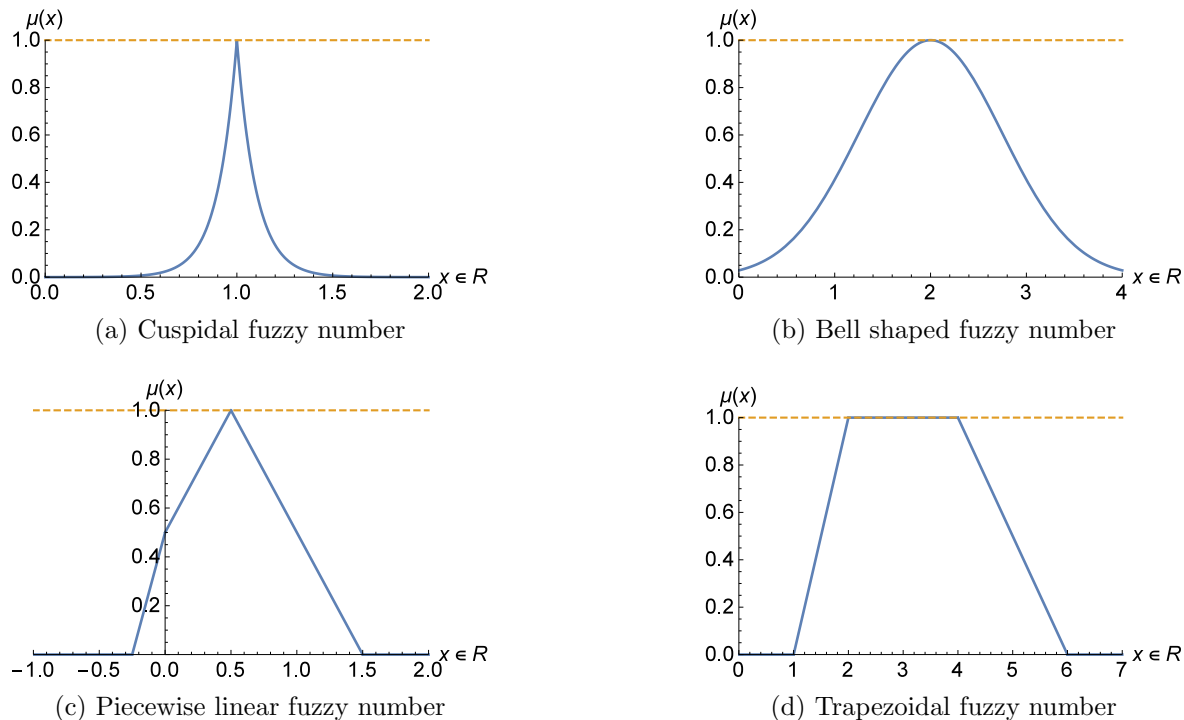 μ(x)
1.0
0.8
0.6
0.4
0.2
0.0
0.0 0.5 1.0 1.5 2.0
x ∈ R
(a) Cuspidal fuzzy number
μ(x)
1.0
0.8
0.6
0.4
0.2
0.0
0 1 2 3 4
x ∈ R
(b) Bell shaped fuzzy number
μ(x)
1.0
0.8
0.6
0.4
0.2
-1.0 -0.5 0.0 0.5 1.0 1.5 2.0
x ∈ R
(c) Piecewise linear fuzzy number
μ(x)
1.0
0.8
0.6
0.4
0.2
0.0
0 1 2 3 4 5 6 7
x ∈ R
(d) Trapezoidal fuzzy number